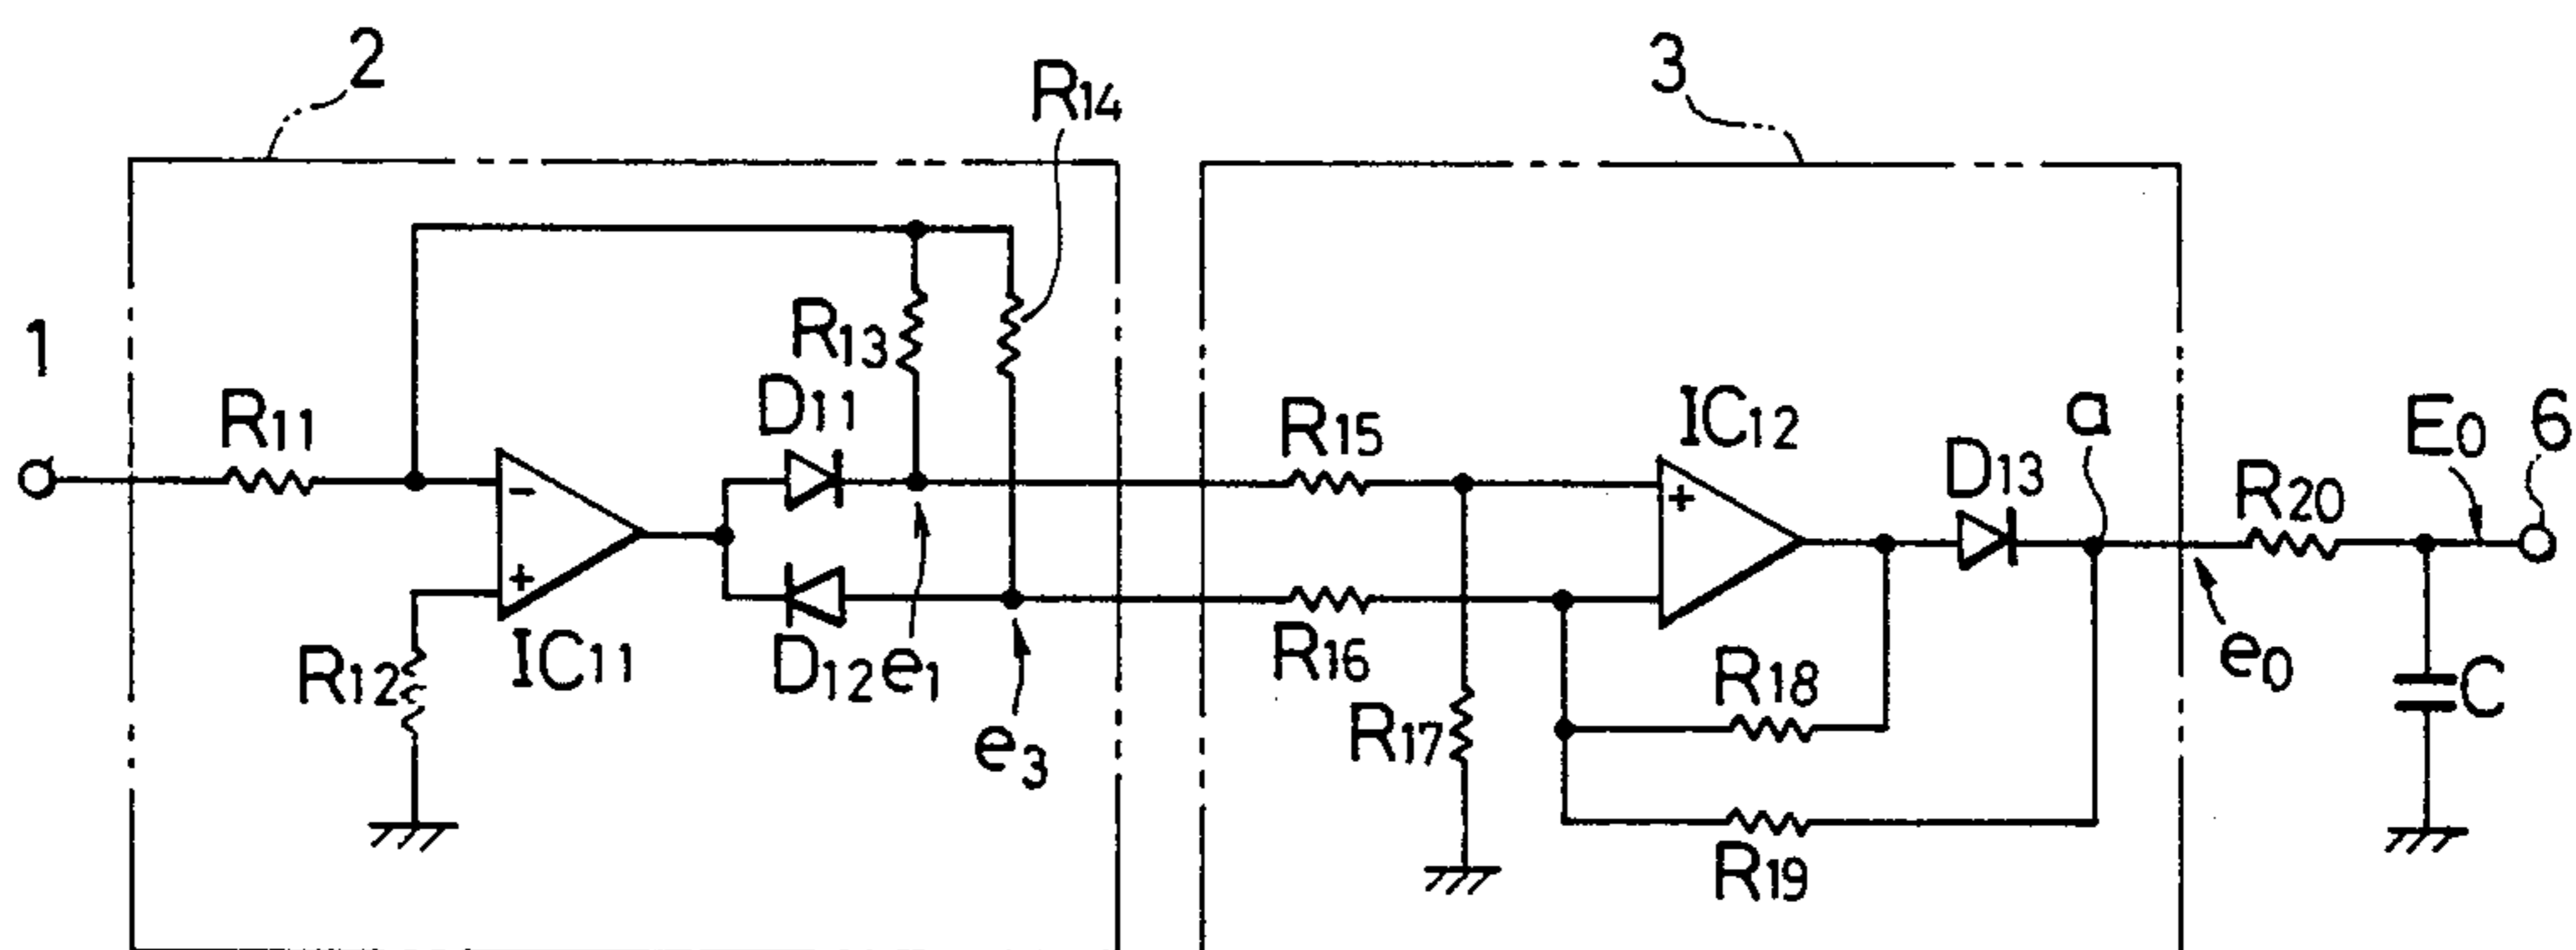 2
3
R14
1
R13
R11
D11
IC11
-
+
R12
D12
e1
e3
R15
IC12
+
D13
a
E0
6
R20
R16
R17
R18
R19
e0
C